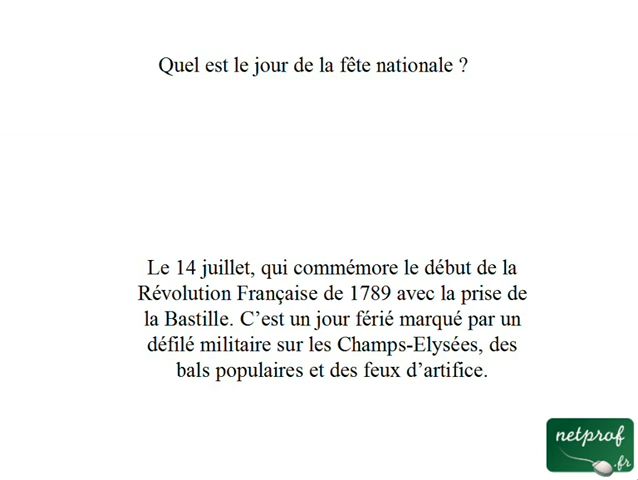 Quel est le jour de la fête nationale ?
Le 14 juillet, qui commémore le début de la
Révolution Française de 1789 avec la prise de
la Bastille. C’est un jour férié marqué par un
défilé militaire sur les Champs-Elysées, des
bals populaires et des feux d’artifice.
netprof
.fr